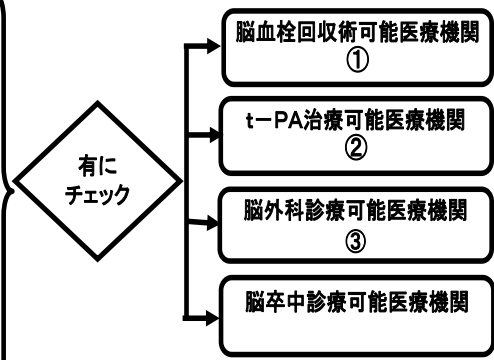 脳血栓回収術可能医療機関
①
t－PA治療可能医療機関
②
有に
チェック
脳外科診療可能医療機関
③
脳卒中診療可能医療機関